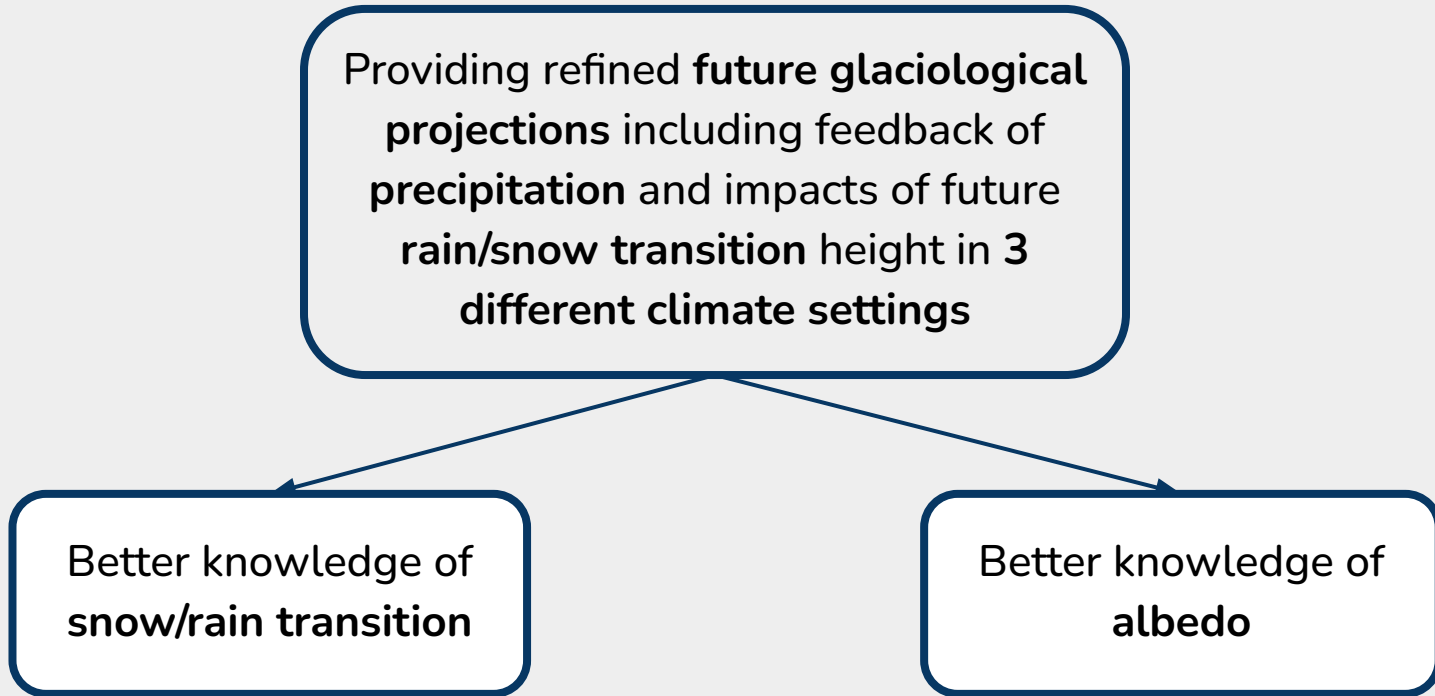 Providing refined future glaciological
projections including feedback of
precipitation and impacts of future
rain/snow transition height in 3
different climate settings
Better knowledge of
snow/rain transition
Better knowledge of
albedo